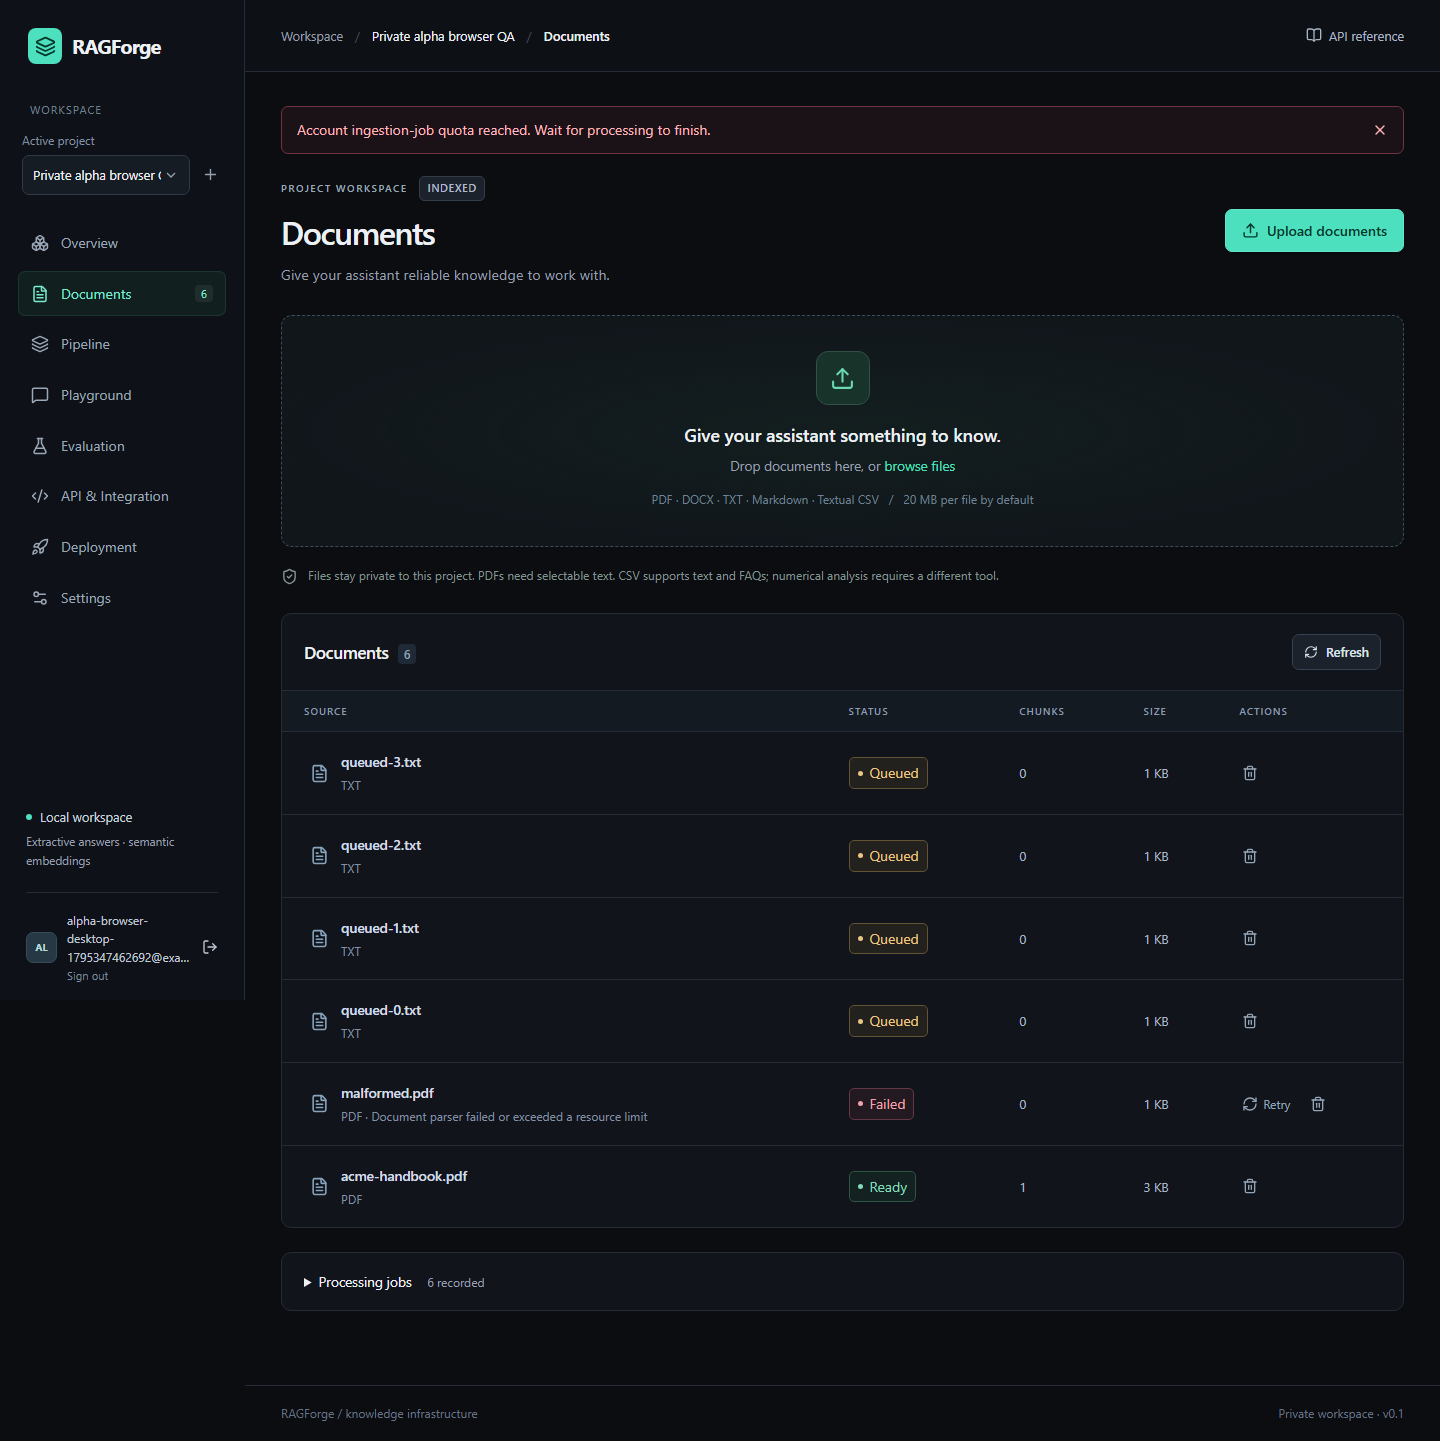 RAGForge
WORKSPACE
Active project
Private alpha browser
Overview
Documents 6
Pipeline
Playground
Evaluation
API & Integration
Deployment
Settings
Local workspace
Extractive answers · semantic
embeddings
AL
alpha-browser-
desktop-
1795347462692@exa...
Sign out
Workspace / Private alpha browser QA / Documents
API reference
Account ingestion-job quota reached. Wait for processing to finish.
PROJECT WORKSPACE INDEXED
Documents
Upload documents
Give your assistant reliable knowledge to work with.
Give your assistant something to know.
Drop documents here, or browse files
PDF · DOCX · TXT · Markdown · Textual CSV / 20 MB per file by default
Files stay private to this project. PDFs need selectable text. CSV supports text and FAQs; numerical analysis requires a different tool.
Documents 6
Refresh
SOURCE STATUS CHUNKS SIZE ACTIONS
queued-3.txt
TXT
Queued 0 1 KB
queued-2.txt
TXT
Queued 0 1 KB
queued-1.txt
TXT
Queued 0 1 KB
queued-0.txt
TXT
Queued 0 1 KB
malformed.pdf
PDF · Document parser failed or exceeded a resource limit
Failed 0 1 KB Retry
acme-handbook.pdf
PDF
Ready 1 3 KB
Processing jobs 6 recorded
RAGForge / knowledge infrastructure
Private workspace · v0.1